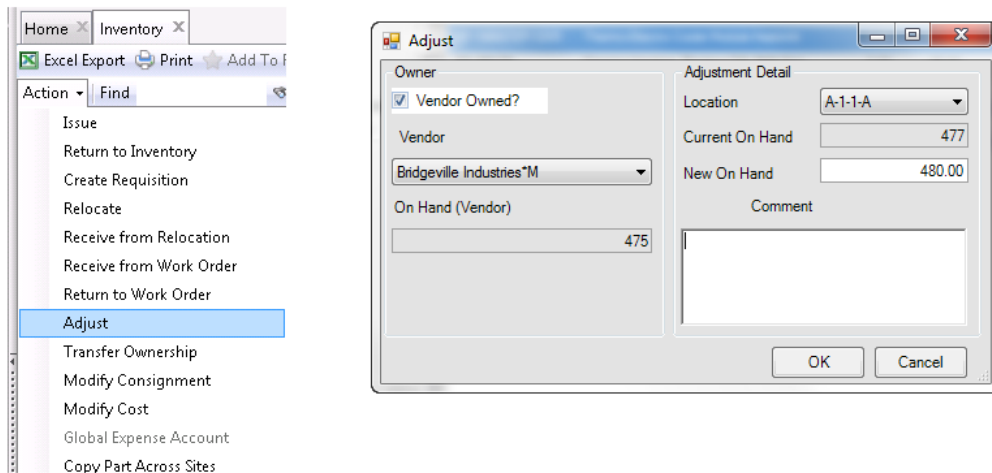 Home Inventory
Excel Export Print Add To
Action Find
Issue
Return to Inventory
Create Requisition
Relocate
Receive from Relocation
Receive from Work Order
Return to Work Order
Adjust
Transfer Ownership
Modify Consignment
Modify Cost
Global Expense Account
Copy Part Across Sites
Adjust
Owner
Vendor Owned?
Vendor
Bridgeville Industries*M
On Hand (Vendor)
475
Adjustment Detail
Location A-1-1-A
Current On Hand 477
New On Hand 480.00
Comment
OK Cancel